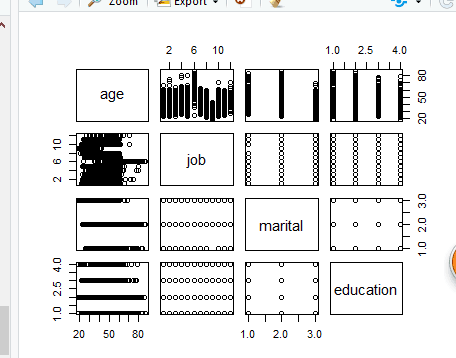 Zoom Export
2 6 10 1.0 2.5 4.0
age
20 50 80
2 6 10
job
marital
1.0 2.0 3.0
1.0 2.5 4.0
education
20 40 60 80 1.0 2.0 3.0